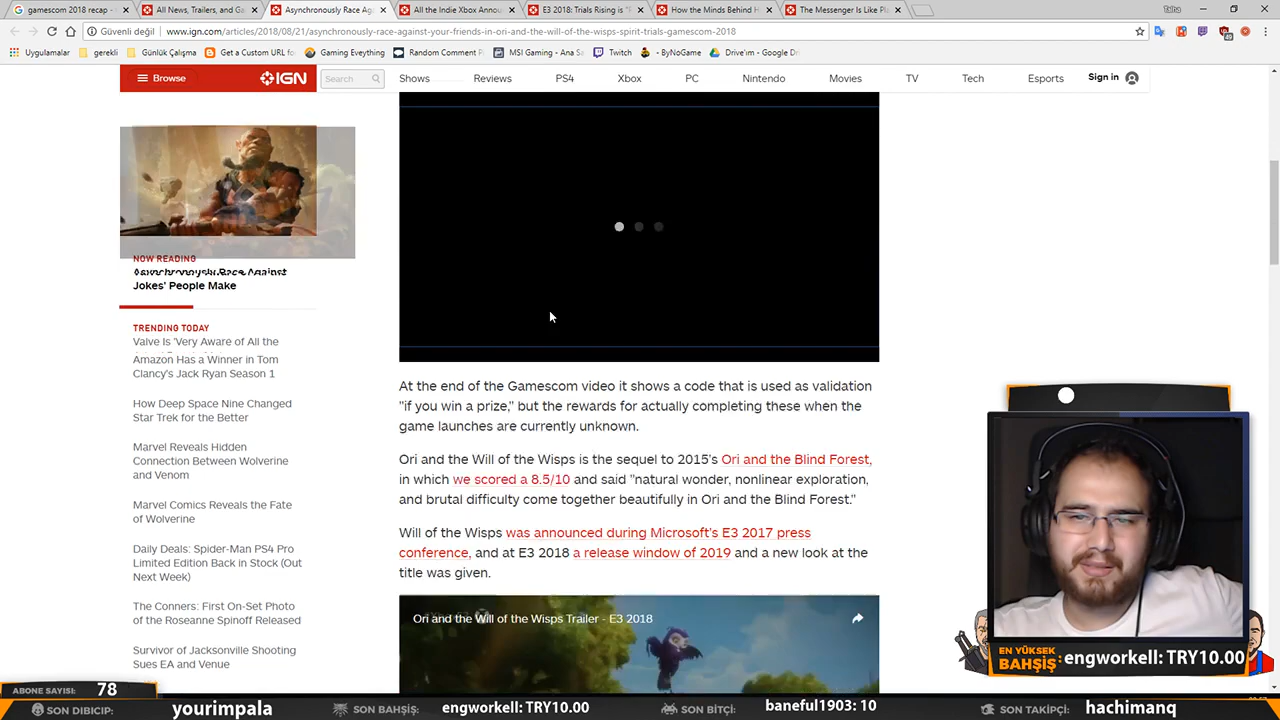 gamescom 2018 recap -
All News, Trailers, and Ga
Asynchronously Race Aga
All the Indie Xbox Annou
E3 2018: Trials Rising is "F
How the Minds Behind H
The Messenger Is Like Pl
Güvenli değil
www.ign.com/articles/2018/08/21/asynchronously-race-against-your-friends-in-ori-and-the-will-of-the-wisps-spirit-trials-gamescom-2018
Uygulamalar
gerekli
Günlük Çalışma
Get a Custom URL fo
Gaming Eveything
Random Comment P
MSI Gaming - Ana Sa
Twitch
- ByNoGame
Drive'ım - Google Dr
Browse
IGN
Search
Shows
Reviews
PS4
Xbox
PC
Nintendo
Movies
TV
Tech
Esports
Sign in
NOW READING
Asynchronously Race Against
Jokes' People Make
TRENDING TODAY
Valve Is 'Very Aware of All the
Amazon Has a Winner in Tom
Clancy's Jack Ryan Season 1
How Deep Space Nine Changed
Star Trek for the Better
Marvel Reveals Hidden
Connection Between Wolverine
and Venom
Marvel Comics Reveals the Fate
of Wolverine
Daily Deals: Spider-Man PS4 Pro
Limited Edition Back in Stock (Out
Next Week)
The Conners: First On-Set Photo
of the Roseanne Spinoff Released
Survivor of Jacksonville Shooting
Sues EA and Venue
At the end of the Gamescom video it shows a code that is used as validation
"if you win a prize," but the rewards for actually completing these when the
game launches are currently unknown.
Ori and the Will of the Wisps is the sequel to 2015's Ori and the Blind Forest,
in which we scored a 8.5/10 and said "natural wonder, nonlinear exploration,
and brutal difficulty come together beautifully in Ori and the Blind Forest."
Will of the Wisps was announced during Microsoft's E3 2017 press
conference, and at E3 2018 a release window of 2019 and a new look at the
title was given.
Ori and the Will of the Wisps Trailer - E3 2018
EN YÜKSEK
BAHŞİŞ: engworkell: TRY10.00
ABONE SAYISI: 78
SON DIBCIP: yourimpala
SON BAHŞİŞ: engworkell: TRY10.00
SON BİTÇİ: baneful1903: 10
SON TAKİPÇİ: hachimanq